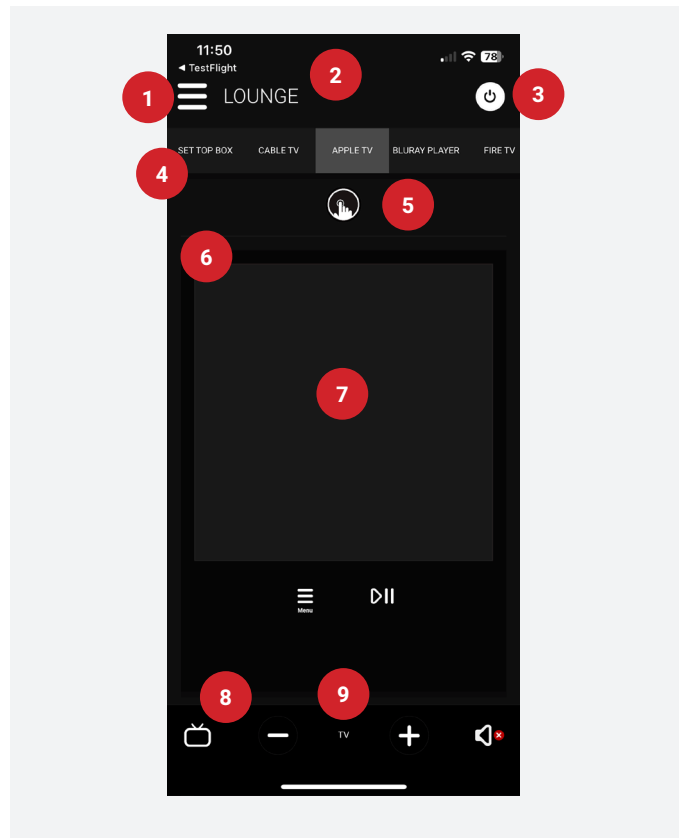 11:50
78
◀ TestFlight
2
1
LOUNGE
3
SET TOP BOX CABLE TV APPLE TV BLURAY PLAYER FIRE TV
4
5
6
7
Menu
8
9
TV